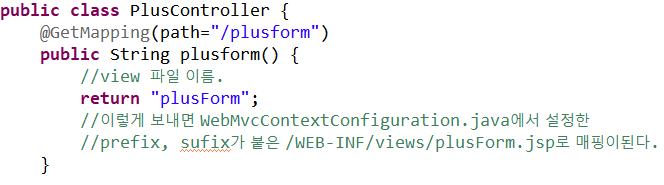 public class PlusController {
@GetMapping(path="/plusform")
public String plusform() {
//view 파일 이름.
return "plusForm";
//이렇게 보내면 WebMvcContextConfiguration.java에서 설정한
//prefix, sufix가 붙은 /WEB-INF/views/plusForm.jsp로 매핑이된다.
}